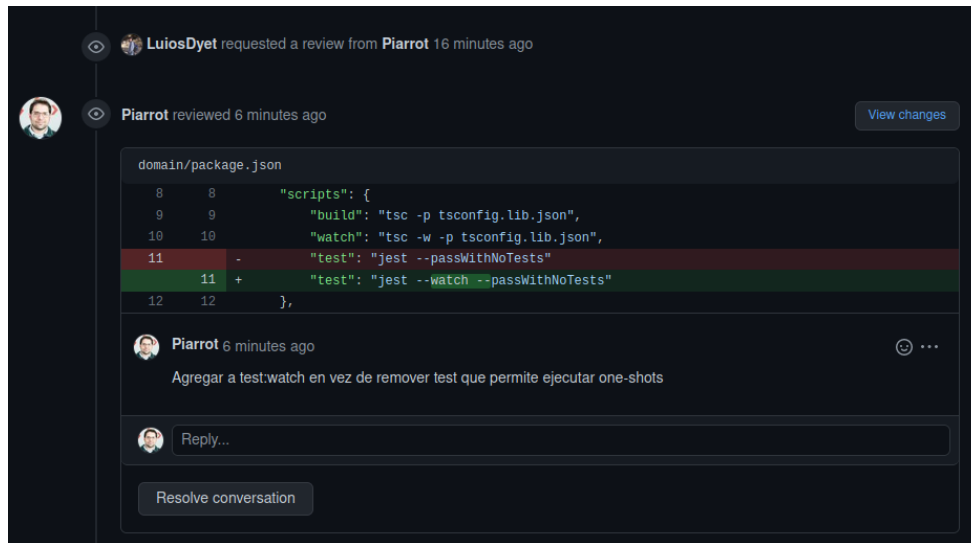 LuiosDyet requested a review from Piarrot 16 minutes ago
Piarrot reviewed 6 minutes ago
View changes
domain/package.json
8 8 "scripts": {
9 9 "build": "tsc -p tsconfig.lib.json",
10 10 "watch": "tsc -w -p tsconfig.lib.json",
11 - "test": "jest --passWithNoTests"
11 + "test": "jest --watch --passWithNoTests"
12 12 },
Piarrot 6 minutes ago
Agregar a test:watch en vez de remover test que permite ejecutar one-shots
Reply...
Resolve conversation